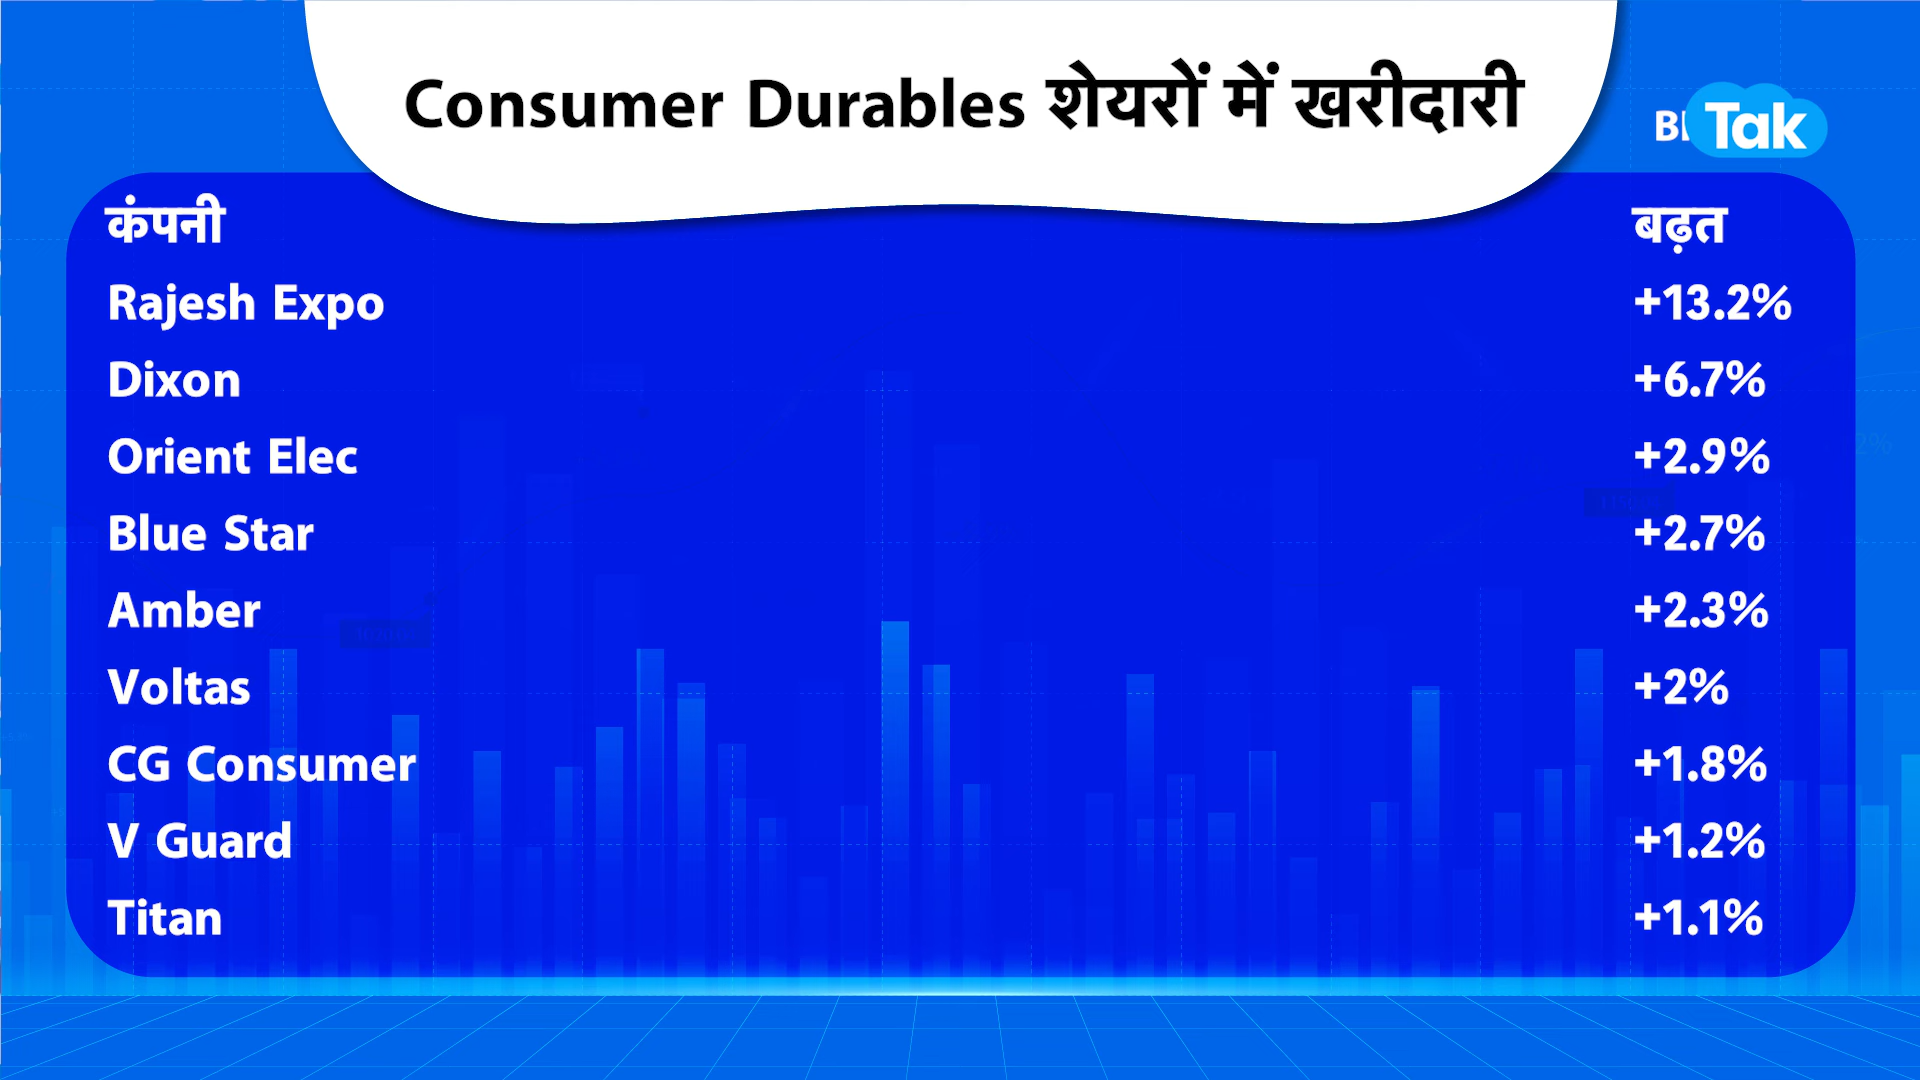 Consumer Durables शेयरों में खरीदारी
Tak
कंपनी बढ़त
Rajesh Expo +13.2%
Dixon +6.7%
Orient Elec +2.9%
Blue Star +2.7%
Amber +2.3%
Voltas +2%
CG Consumer +1.8%
V Guard +1.2%
Titan +1.1%